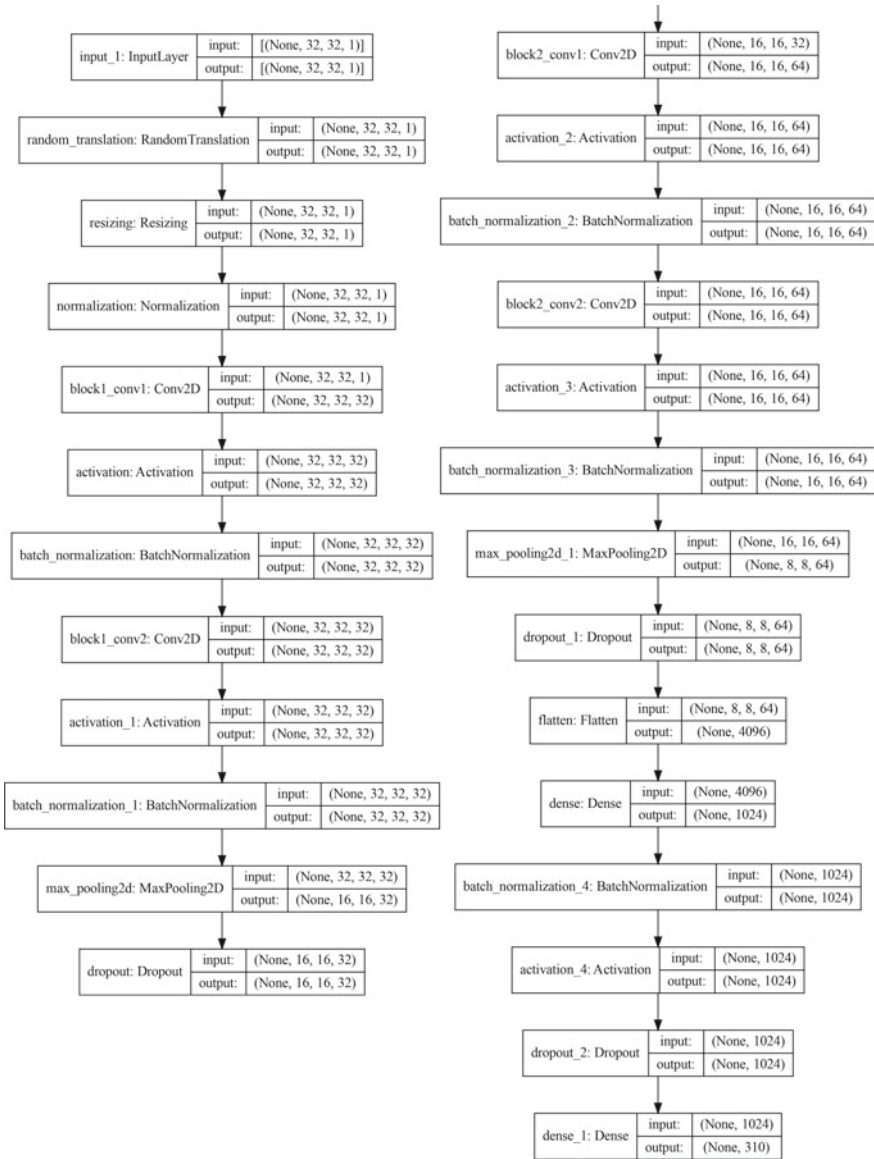 input_1: InputLayer
input: [(None, 32, 32, 1)]
output: [(None, 32, 32, 1)]
random_translation: RandomTranslation
input: (None, 32, 32, 1)
output: (None, 32, 32, 1)
resizing: Resizing
input: (None, 32, 32, 1)
output: (None, 32, 32, 1)
normalization: Normalization
input: (None, 32, 32, 1)
output: (None, 32, 32, 1)
block1_conv1: Conv2D
input: (None, 32, 32, 1)
output: (None, 32, 32, 32)
activation: Activation
input: (None, 32, 32, 32)
output: (None, 32, 32, 32)
batch_normalization: BatchNormalization
input: (None, 32, 32, 32)
output: (None, 32, 32, 32)
block1_conv2: Conv2D
input: (None, 32, 32, 32)
output: (None, 32, 32, 32)
activation_1: Activation
input: (None, 32, 32, 32)
output: (None, 32, 32, 32)
batch_normalization_1: BatchNormalization
input: (None, 32, 32, 32)
output: (None, 32, 32, 32)
max_pooling2d: MaxPooling2D
input: (None, 32, 32, 32)
output: (None, 16, 16, 32)
dropout: Dropout
input: (None, 16, 16, 32)
output: (None, 16, 16, 32)
block2_conv1: Conv2D
input: (None, 16, 16, 32)
output: (None, 16, 16, 64)
activation_2: Activation
input: (None, 16, 16, 64)
output: (None, 16, 16, 64)
batch_normalization_2: BatchNormalization
input: (None, 16, 16, 64)
output: (None, 16, 16, 64)
block2_conv2: Conv2D
input: (None, 16, 16, 64)
output: (None, 16, 16, 64)
activation_3: Activation
input: (None, 16, 16, 64)
output: (None, 16, 16, 64)
batch_normalization_3: BatchNormalization
input: (None, 16, 16, 64)
output: (None, 16, 16, 64)
max_pooling2d_1: MaxPooling2D
input: (None, 16, 16, 64)
output: (None, 8, 8, 64)
dropout_1: Dropout
input: (None, 8, 8, 64)
output: (None, 8, 8, 64)
flatten: Flatten
input: (None, 8, 8, 64)
output: (None, 4096)
dense: Dense
input: (None, 4096)
output: (None, 1024)
batch_normalization_4: BatchNormalization
input: (None, 1024)
output: (None, 1024)
activation_4: Activation
input: (None, 1024)
output: (None, 1024)
dropout_2: Dropout
input: (None, 1024)
output: (None, 1024)
dense_1: Dense
input: (None, 1024)
output: (None, 310)